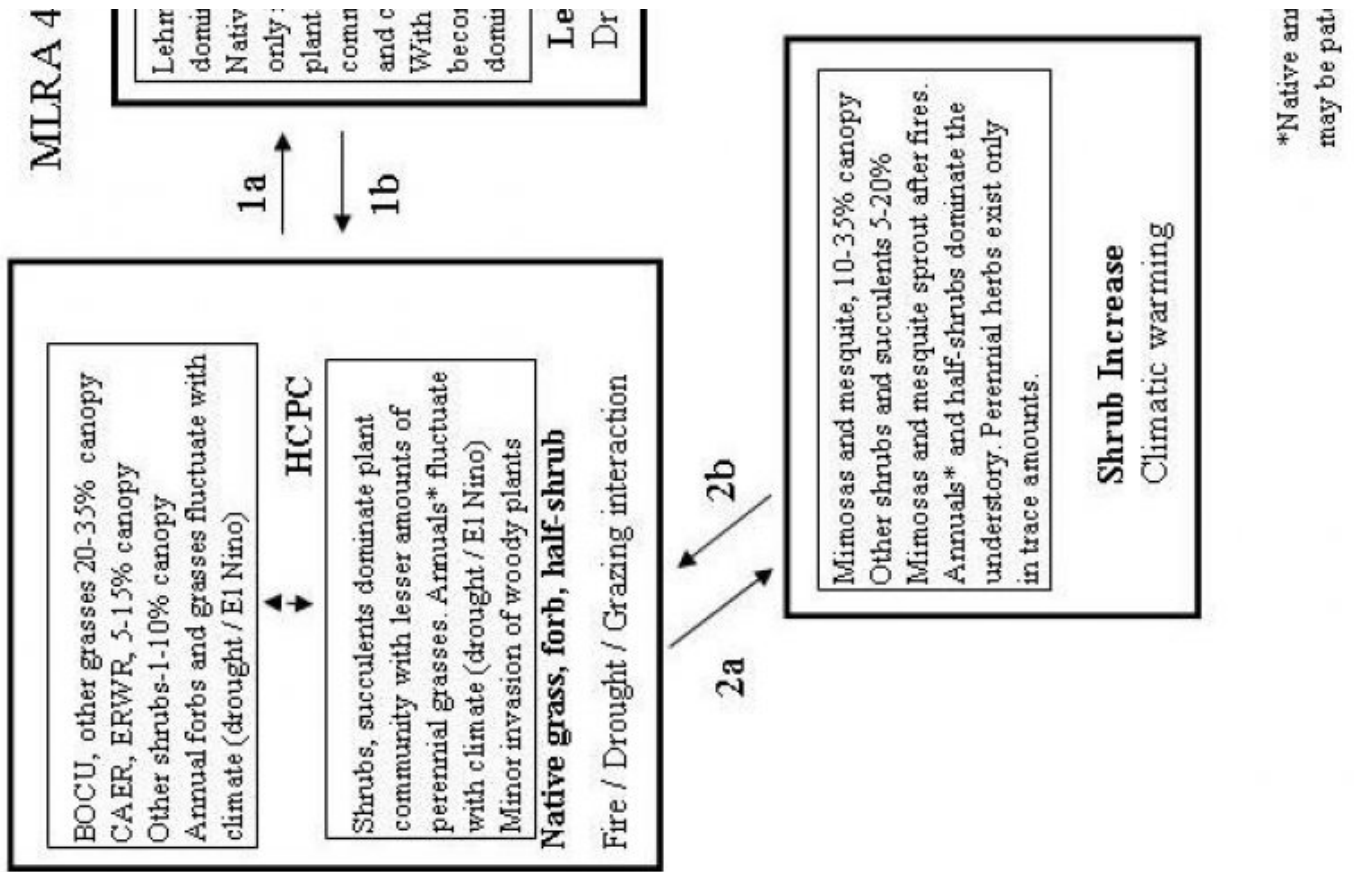 MLRA 4
BOCU, other grasses 20-35% canopy
CAER, ERWR, 5-15% canopy
Other shrubs-1-10% canopy
Annual forbs and grasses fluctuate with
climate (drought / El Nino)
HCPC
Shrubs, succulents dominate plant
community with lesser amounts of
perennial grasses. Annuals* fluctuate
with climate (drought / El Nino)
Minor invasion of woody plants
Native grass, forb, half-shrub
Fire / Drought / Grazing interaction
1a
1b
Lehm
domin
Nativ
only
plant
comm
and c
With
becor
domin
Le
Dr
2a
2b
Mimosas and mesquite, 10-35% canopy
Other shrubs and succulents 5-20%
Mimosas and mesquite sprout after fires.
Annuals* and half-shrubs dominate the
understory. Perennial herbs exist only
in trace amounts.
Shrub Increase
Climatic warming
*Native ann
may be pat